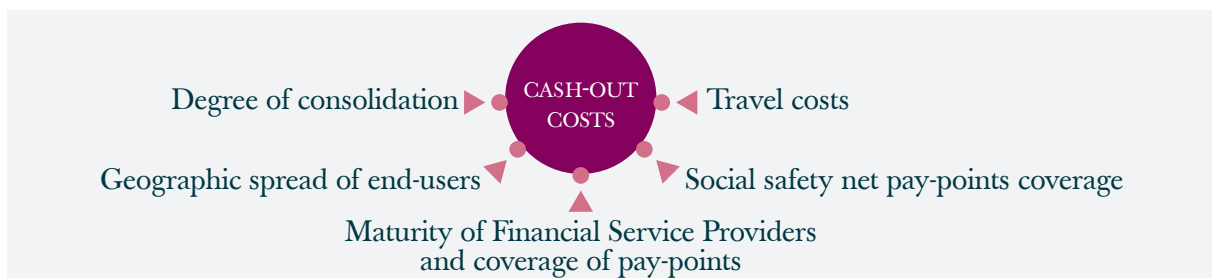 CASH-OUT
COSTS
Degree of consolidation
Travel costs
Geographic spread of end-users
Social safety net pay-points coverage
Maturity of Financial Service Providers
and coverage of pay-points